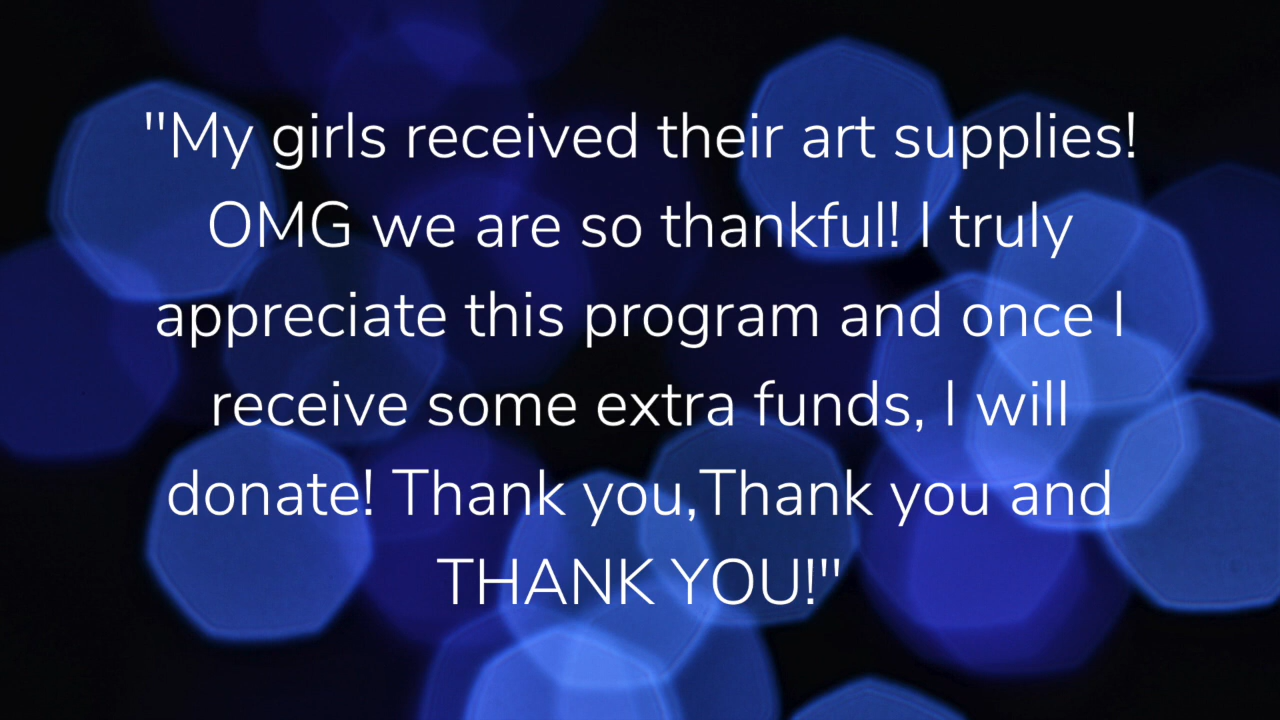 "My girls received their art supplies!
OMG we are so thankful! I truly
appreciate this program and once I
receive some extra funds, I will
donate! Thank you,Thank you and
THANK YOU!"